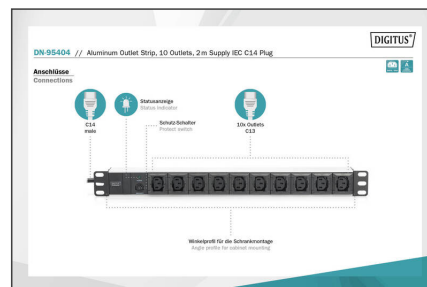 DIGITUS®
DN-95404 // Aluminum Outlet Strip, 10 Outlets, 2 m Supply IEC C14 Plug
Anschlüsse
Connections
Statusanzeige
Status indicator
C14
male
Schutz-Schalter
Protect switch
10x Outlets
C13
Winkelprofil für die Schrankmontage
Angle profile for cabinet mounting